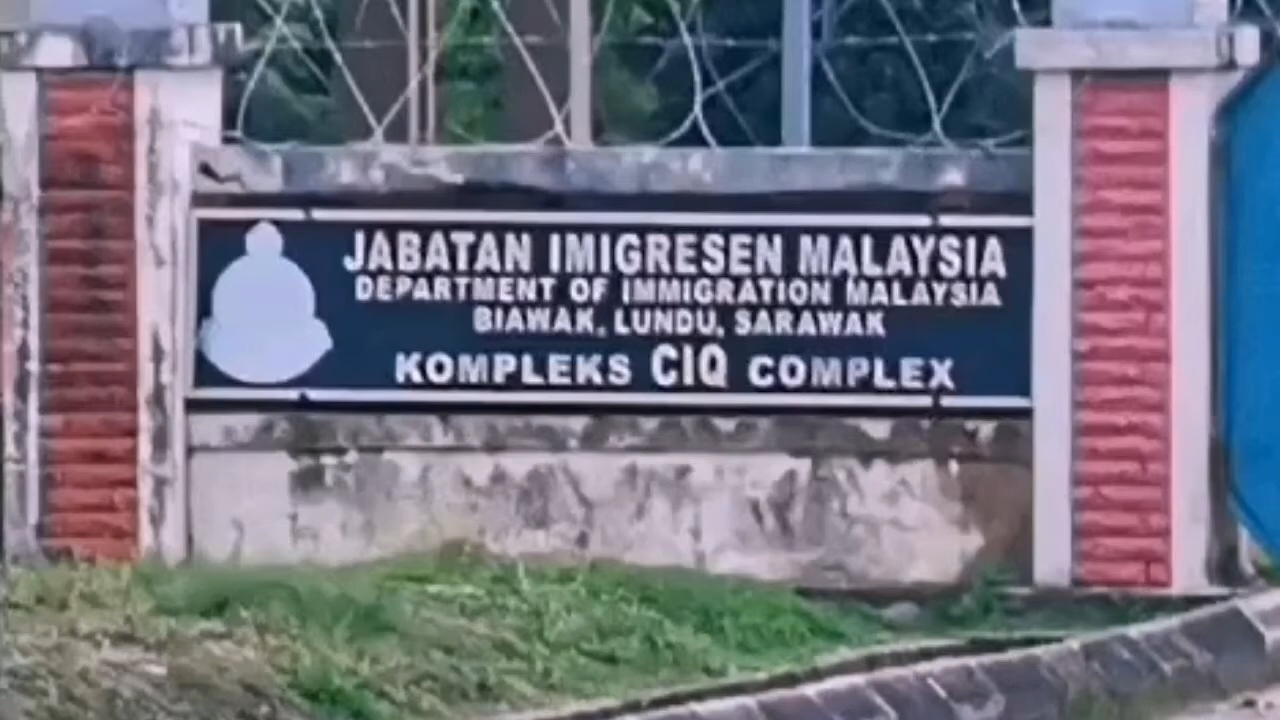 JABATAN IMIGRESEN MALAYSIA
DEPARTMENT OF IMMIGRATION MALAYSIA
BIAWAK, LUNDU, SARAWAK
KOMPLEKS CIQ COMPLEX